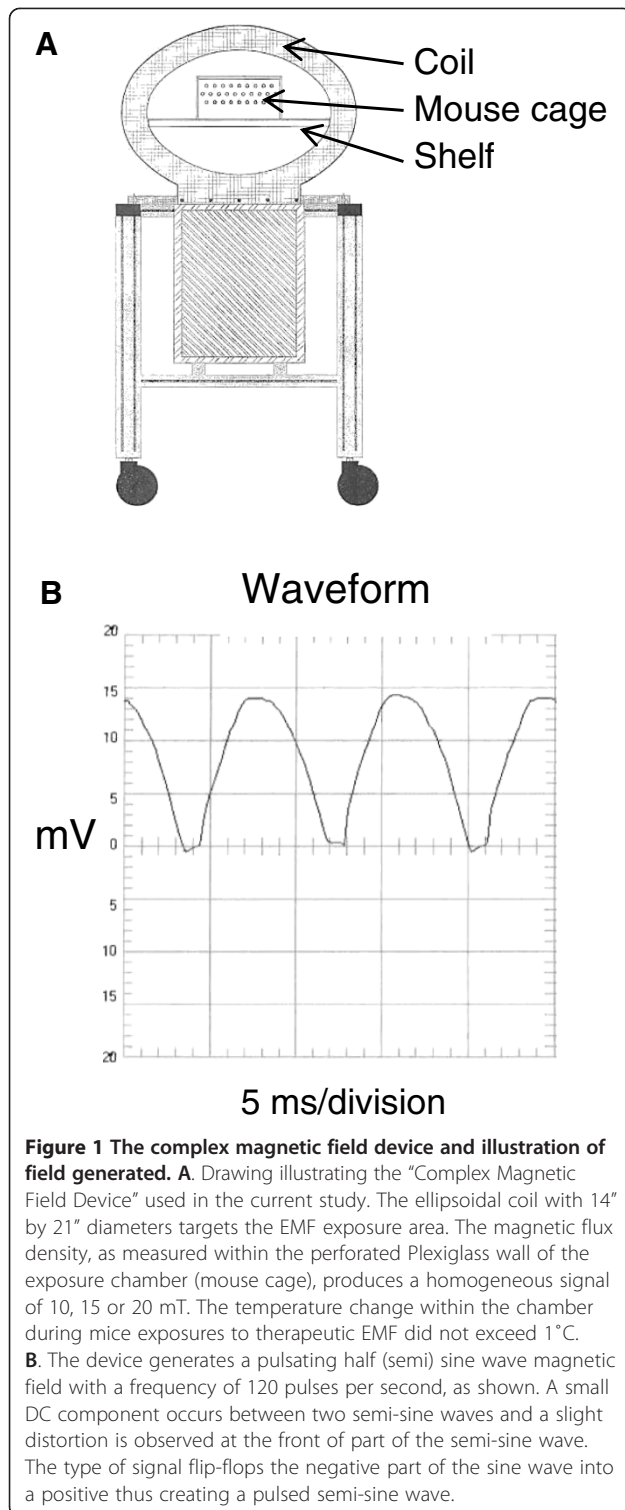 A
Coil
Mouse cage
Shelf
B
Waveform
20
15
10
5
mV
0
5
10
15
20
5 ms/division
Figure 1 The complex magnetic field device and illustration of
field generated. A. Drawing illustrating the “Complex Magnetic
Field Device” used in the current study. The ellipsoidal coil with 14”
by 21” diameters targets the EMF exposure area. The magnetic flux
density, as measured within the perforated Plexiglass wall of the
exposure chamber (mouse cage), produces a homogeneous signal
of 10, 15 or 20 mT. The temperature change within the chamber
during mice exposures to therapeutic EMF did not exceed 1˚C.
B. The device generates a pulsating half (semi) sine wave magnetic
field with a frequency of 120 pulses per second, as shown. A small
DC component occurs between two semi-sine waves and a slight
distortion is observed at the front of part of the semi-sine wave.
The type of signal flip-flops the negative part of the sine wave into
a positive thus creating a pulsed semi-sine wave.